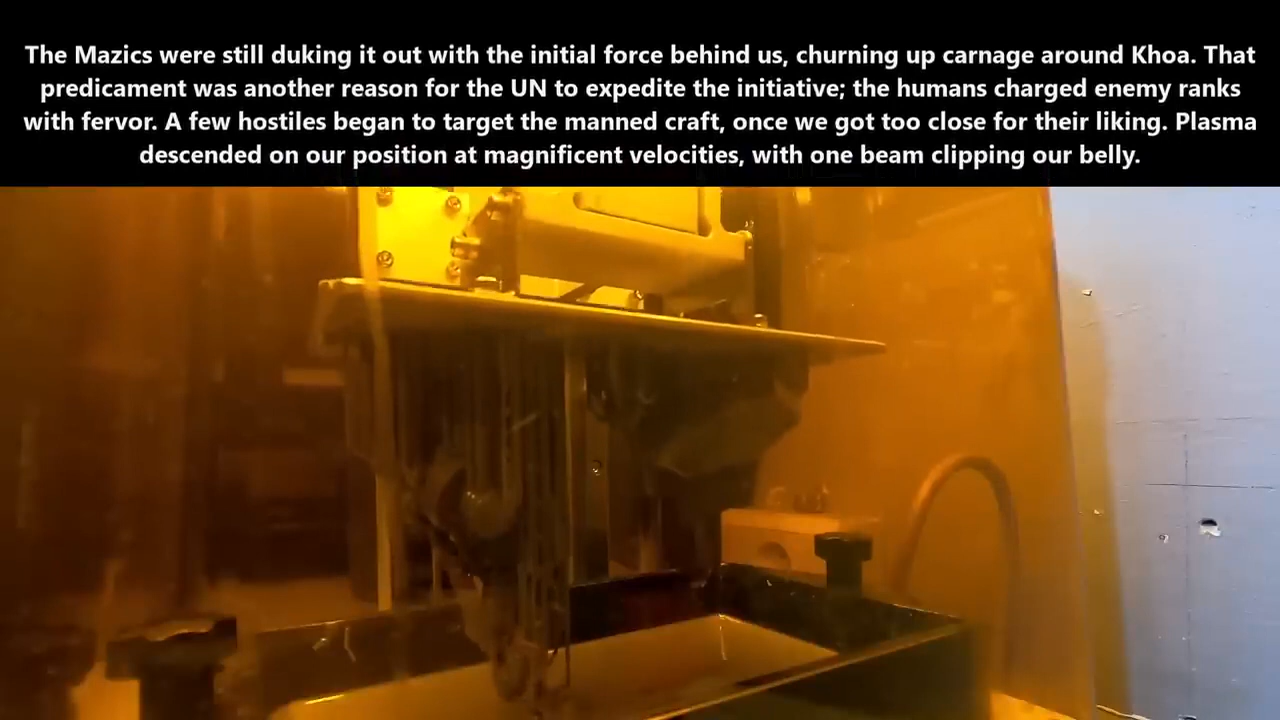 The Mazics were still duking it out with the initial force behind us, churning up carnage around Khoa. That
predicament was another reason for the UN to expedite the initiative; the humans charged enemy ranks
with fervor. A few hostiles began to target the manned craft, once we got too close for their liking. Plasma
descended on our position at magnificent velocities, with one beam clipping our belly.